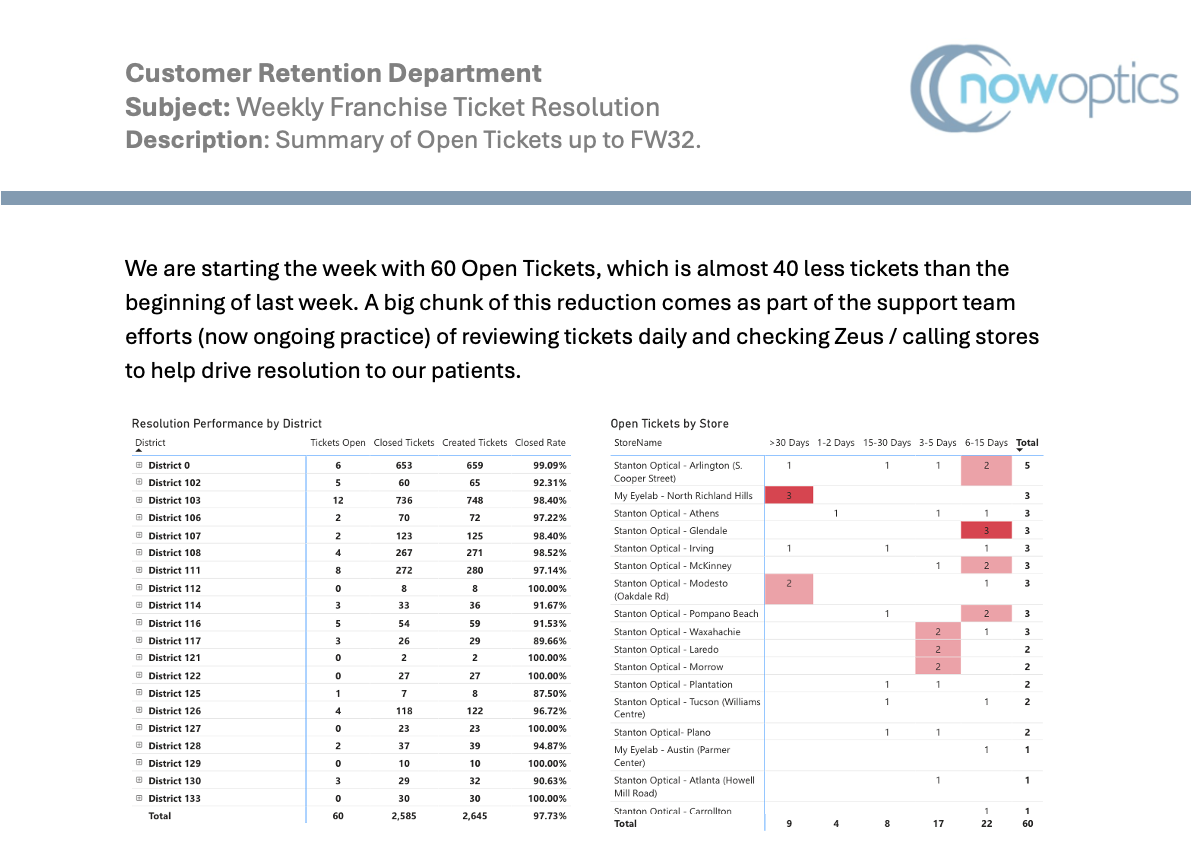 Customer Retention Department
Subject: Weekly Franchise Ticket Resolution
Description: Summary of Open Tickets up to FW32.
nowoptics
We are starting the week with 60 Open Tickets, which is almost 40 less tickets than the
beginning of last week. A big chunk of this reduction comes as part of the support team
efforts (now ongoing practice) of reviewing tickets daily and checking Zeus / calling stores
to help drive resolution to our patients.
Resolution Performance by District
District Tickets Open Closed Tickets Created Tickets Closed Rate
District 0 6 653 659 99.09%
District 102 5 60 65 92.31%
District 103 12 736 748 98.40%
District 106 2 70 72 97.22%
District 107 2 123 125 98.40%
District 108 4 267 271 98.52%
District 111 8 272 280 97.14%
District 112 0 8 8 100.00%
District 114 3 33 36 91.67%
District 116 5 54 59 91.53%
District 117 3 26 29 89.66%
District 121 0 2 2 100.00%
District 122 0 27 27 100.00%
District 125 1 7 8 87.50%
District 126 4 118 122 96.72%
District 127 0 23 23 100.00%
District 128 2 37 39 94.87%
District 129 0 10 10 100.00%
District 130 3 29 32 90.63%
District 133 0 30 30 100.00%
Total 60 2,585 2,645 97.73%
Open Tickets by Store
StoreName >30 Days 1-2 Days 15-30 Days 3-5 Days 6-15 Days Total
Stanton Optical - Arlington (S. 1 1 1 2 5
Cooper Street)
My Eyelab - North Richland Hills 3 3
Stanton Optical - Athens 1 1 1 3
Stanton Optical - Glendale 3 3
Stanton Optical - Irving 1 1 1 3
Stanton Optical - McKinney 1 2 3
Stanton Optical - Modesto 2 1 3
(Oakdale Rd)
Stanton Optical - Pompano Beach 1 2 3
Stanton Optical - Waxahachie 2 1 3
Stanton Optical - Laredo 2 2
Stanton Optical - Morrow 2 2
Stanton Optical - Plantation 1 1 2
Stanton Optical - Tucson (Williams 1 1 2
Centre)
Stanton Optical- Plano 1 1 2
My Eyelab - Austin (Parmer 1 1
Center)
Stanton Optical - Atlanta (Howell 1 1
Mill Road)
Stanton Optical - Carrollton 1 1
Total 9 4 8 17 22 60